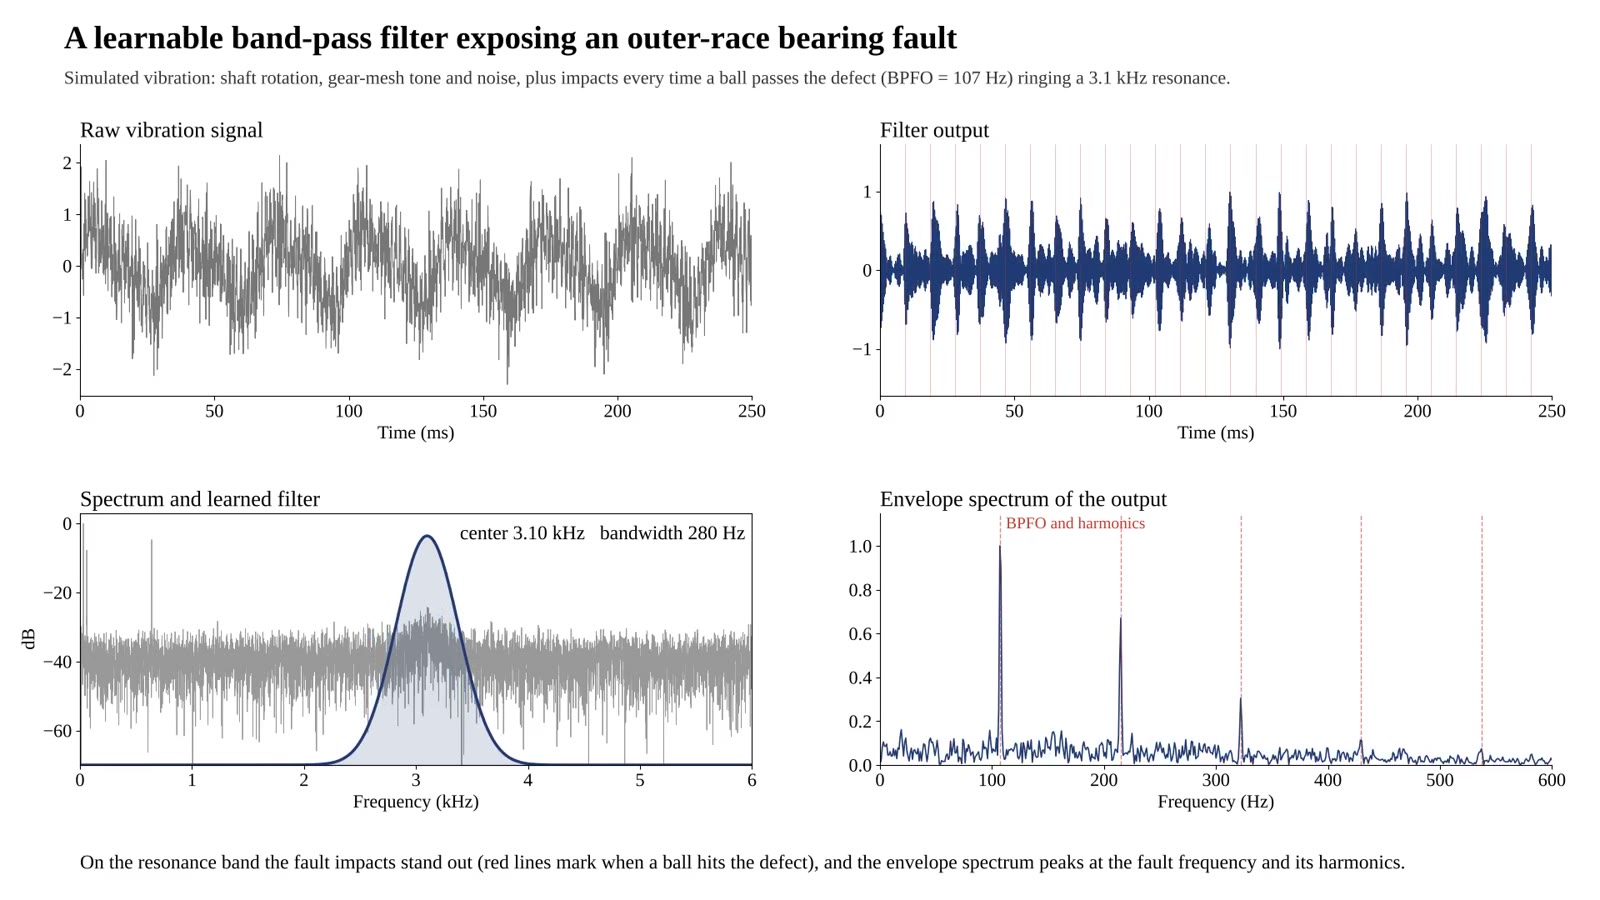 A learnable band-pass filter exposing an outer-race bearing fault
Simulated vibration: shaft rotation, gear-mesh tone and noise, plus impacts every time a ball passes the defect (BPFO = 107 Hz) ringing a 3.1 kHz resonance.
Raw vibration signal
2
1
0
−1
−2
0 50 100 150 200 250
Time (ms)
Filter output
1
0
−1
0 50 100 150 200 250
Time (ms)
Spectrum and learned filter
center 3.10 kHz bandwidth 280 Hz
dB
0
−20
−40
−60
0 1 2 3 4 5 6
Frequency (kHz)
Envelope spectrum of the output
BPFO and harmonics
1.0
0.8
0.6
0.4
0.2
0.0
0 100 200 300 400 500 600
Frequency (Hz)
On the resonance band the fault impacts stand out (red lines mark when a ball hits the defect), and the envelope spectrum peaks at the fault frequency and its harmonics.